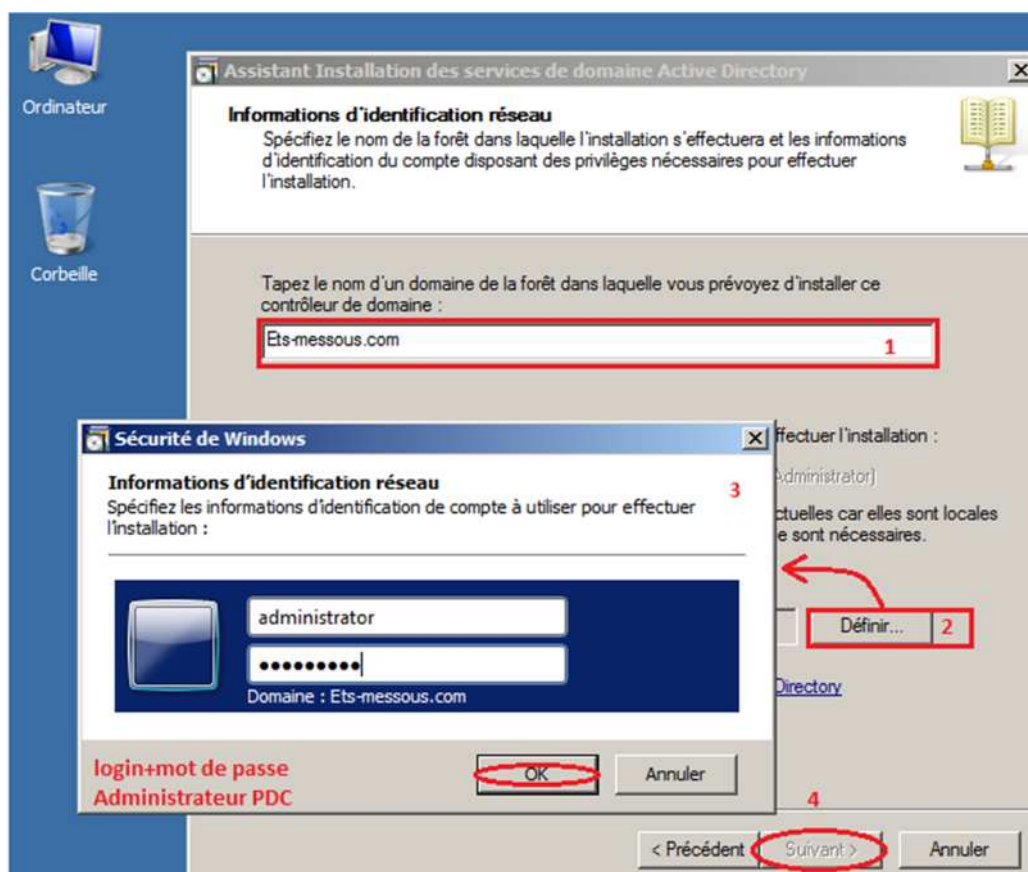 Ordinateur
Corbeille
Assistant Installation des services de domaine Active Directory
Informations d'identification réseau
Spécifiez le nom de la forêt dans laquelle l'installation s'effectuera et les informations
d'identification du compte disposant des privilèges nécessaires pour effectuer
l'installation.
Tapez le nom d'un domaine de la forêt dans laquelle vous prévoyez d'installer ce
contrôleur de domaine :
Ets-messous.com
1
ffectuer l'installation :
Administrator)
ctuelles car elles sont locales
e sont nécessaires.
Définir...
2
Directory
Sécurité de Windows
Informations d'identification réseau
3
Spécifiez les informations d'identification de compte à utiliser pour effectuer
l'installation :
administrator
●●●●●●●●●
Domaine : Ets-messous.com
login+mot de passe
Administrateur PDC
OK
Annuler
4
< Précédent
Suivant >
Annuler